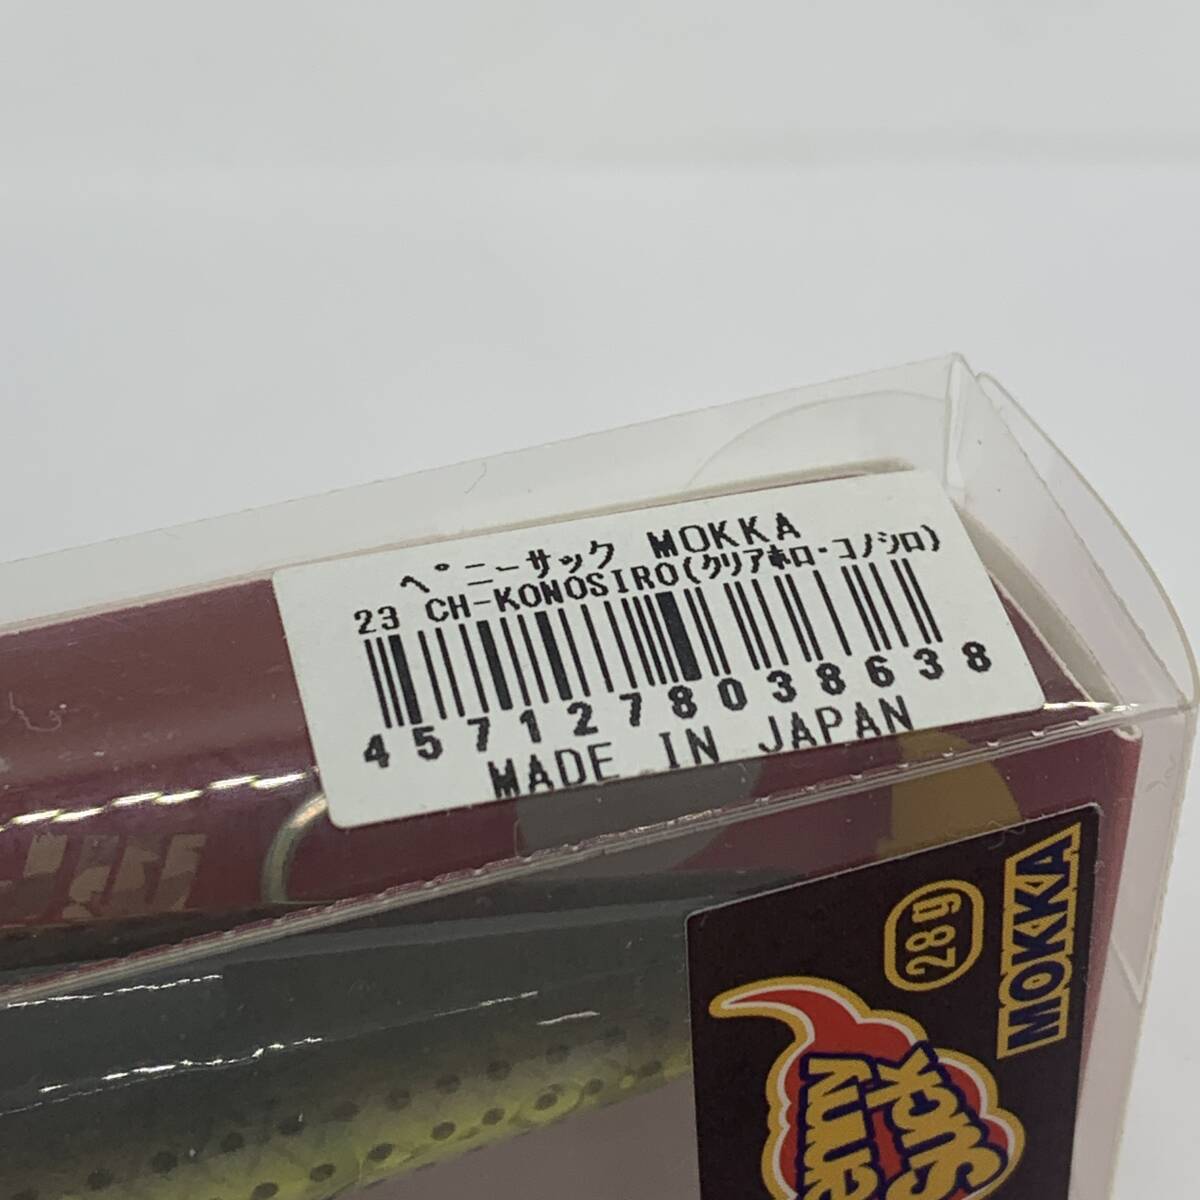 ペニーサック MOKKA
23 CH-KONOSIRO(クリアホロ・コノシロ)
4571278038638
MADE IN JAPAN
28g
MOKKA